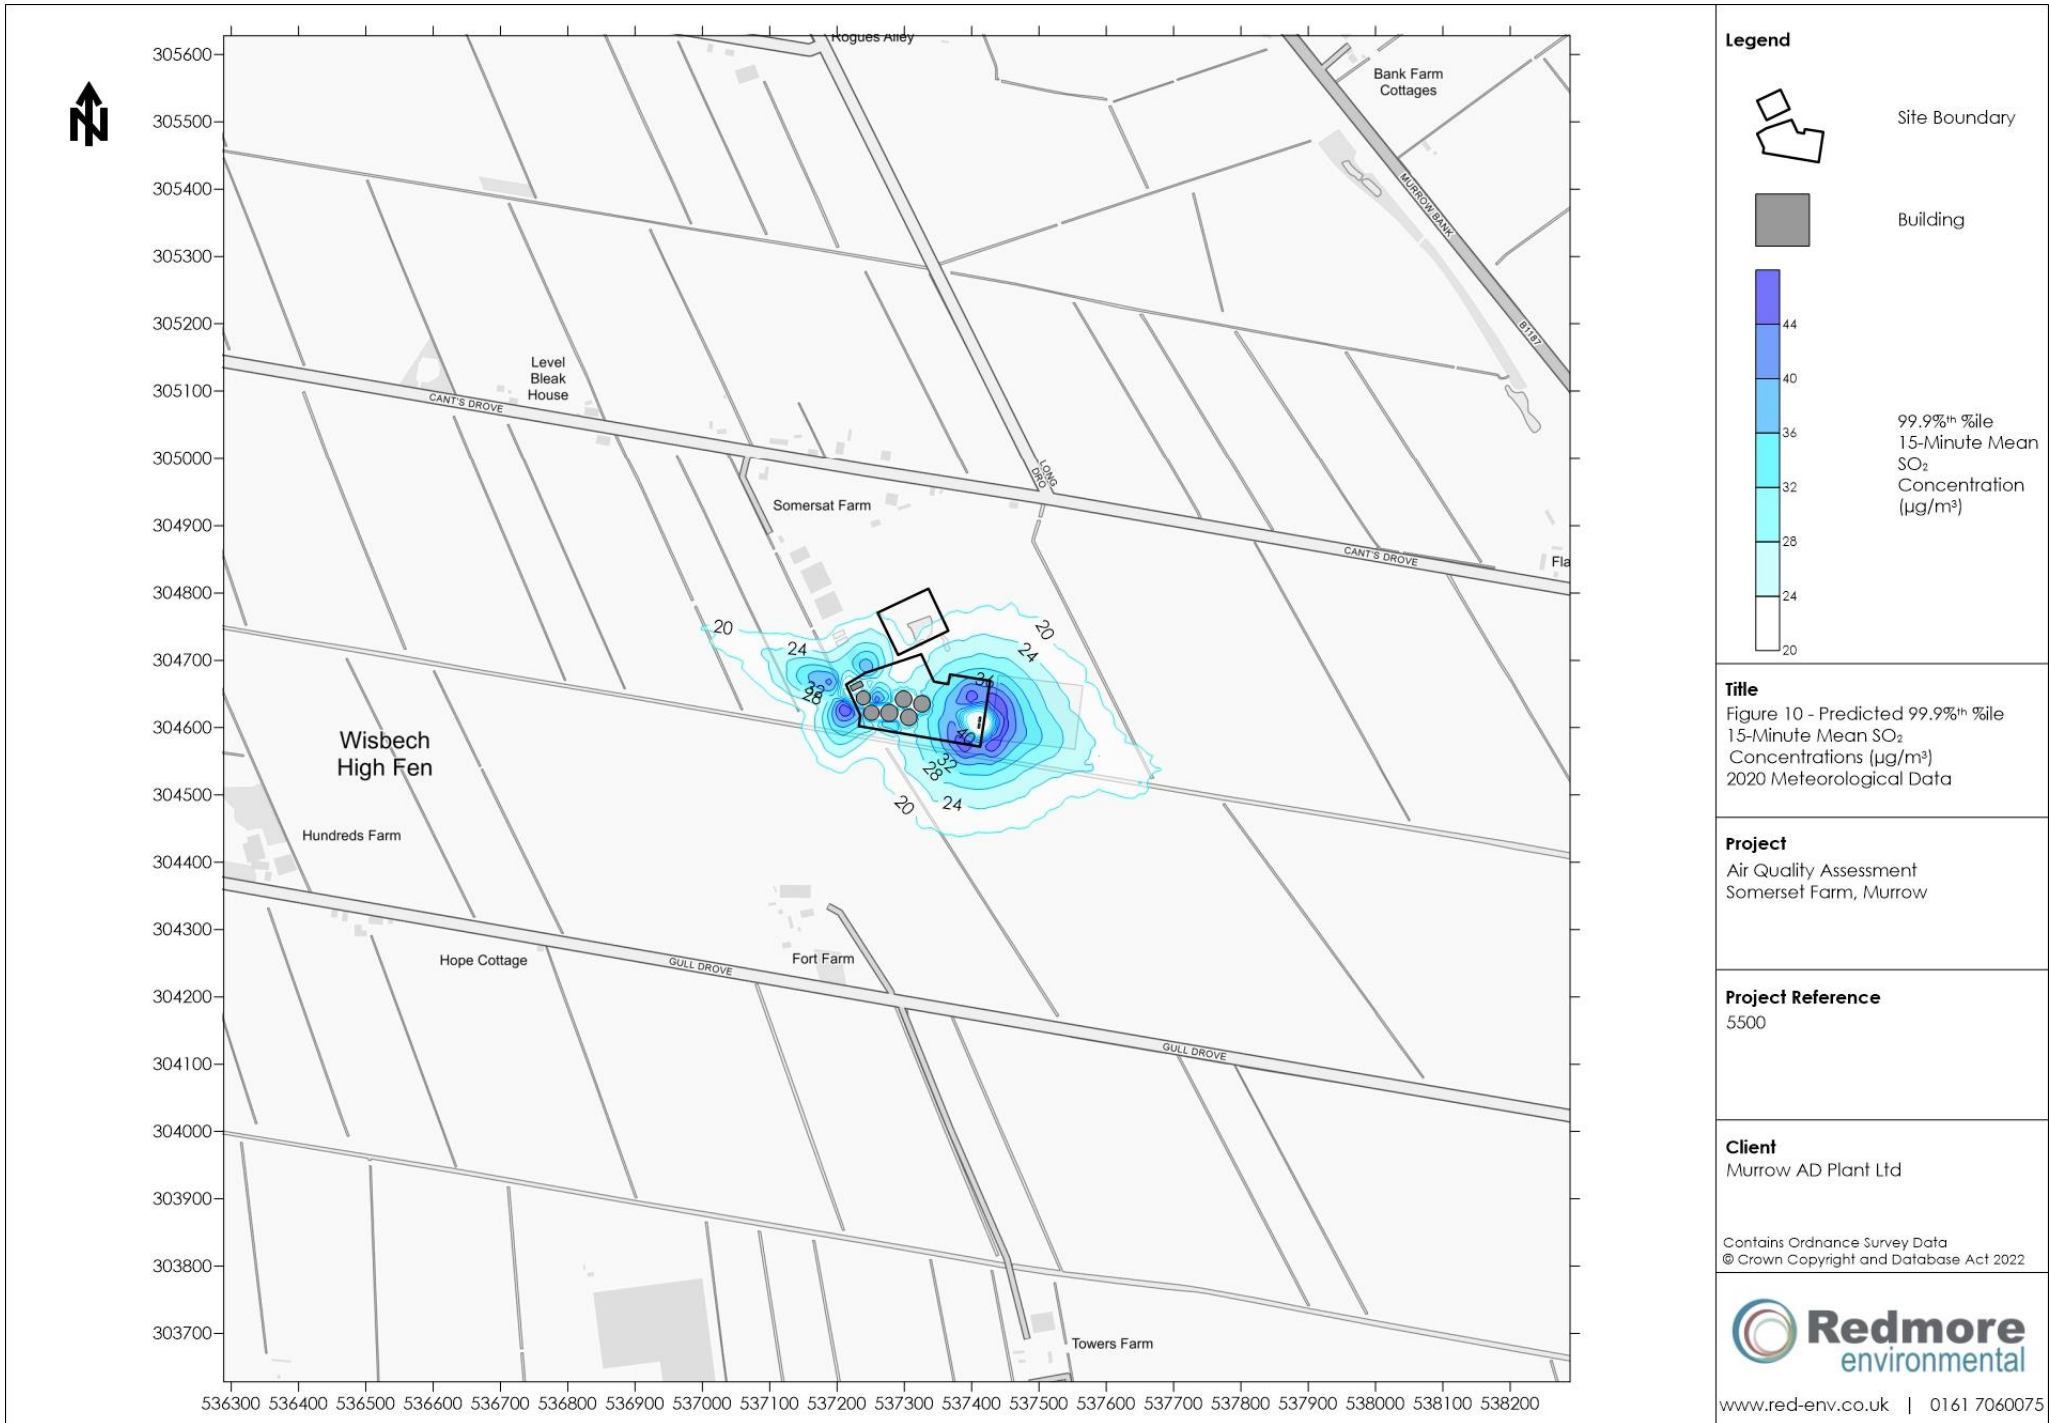 305600
305500
305400
305300
305200
305100
305000
304900
304800
304700
304600
304500
304400
304300
304200
304100
304000
303900
303800
303700
536300 536400 536500 536600 536700 536800 536900 537000 537100 537200 537300 537400 537500 537600 537700 537800 537900 538000 538100 538200
N
Rogues Alley
Bank Farm
Cottages
MURROW BANK
B1187
Level
Bleak
House
CANT'S DROVE
LONG
DRO
Somersat Farm
CANT'S DROVE
Fla
20
24
32
28
20
24
36
40
32
28
24
20
Wisbech
High Fen
Hundreds Farm
Hope Cottage
GULL DROVE
Fort Farm
GULL DROVE
Towers Farm
Legend
Site Boundary
Building
44
40
36
32
28
24
20
99.9%th %ile
15-Minute Mean
SO₂
Concentration
(µg/m³)
Title
Figure 10 - Predicted 99.9%th %ile
15-Minute Mean SO₂
Concentrations (µg/m³)
2020 Meteorological Data
Project
Air Quality Assessment
Somerset Farm, Murrow
Project Reference
5500
Client
Murrow AD Plant Ltd
Contains Ordnance Survey Data
© Crown Copyright and Database Act 2022
Redmore
environmental
www.red-env.co.uk | 0161 7060075